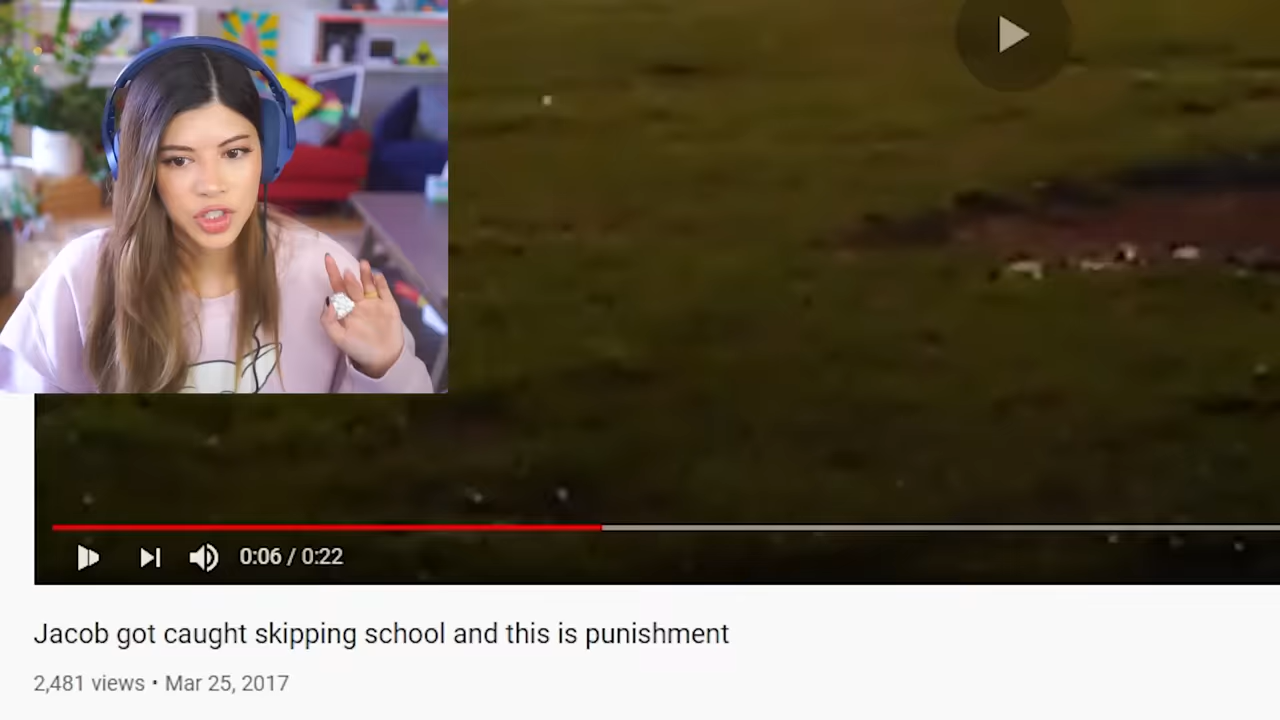 0:06 / 0:22
Jacob got caught skipping school and this is punishment
2,481 views • Mar 25, 2017